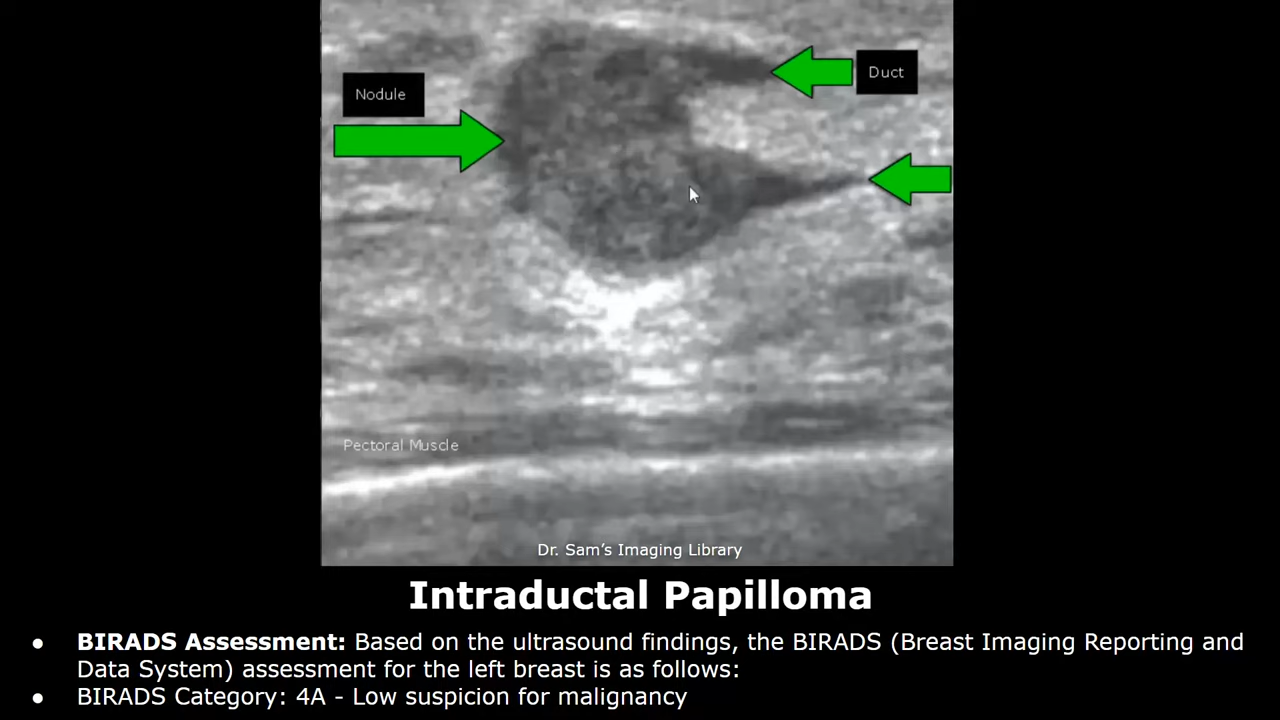 Duct
Nodule
Pectoral Muscle
Dr. Sam’s Imaging Library
Intraductal Papilloma
● BIRADS Assessment: Based on the ultrasound findings, the BIRADS (Breast Imaging Reporting and
Data System) assessment for the left breast is as follows:
● BIRADS Category: 4A - Low suspicion for malignancy